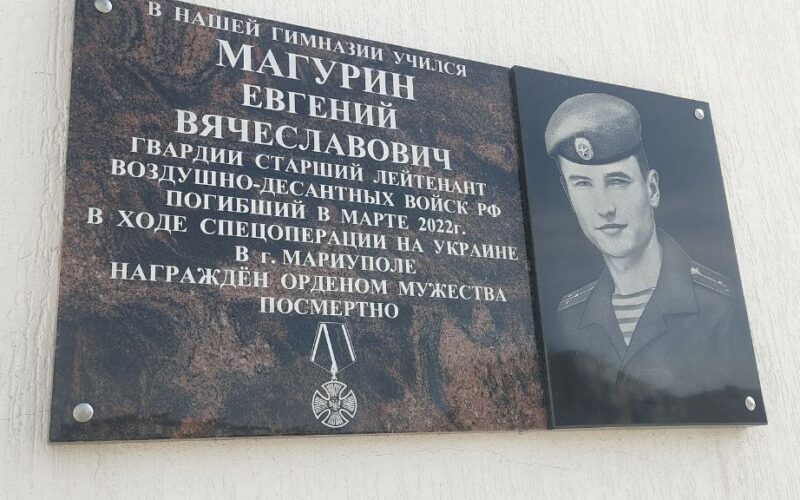 В НАШЕЙ ГИМНАЗИИ УЧИЛСЯ
МАГУРИН
ЕВГЕНИЙ
ВЯЧЕСЛАВОВИЧ
ГВАРДИИ СТАРШИЙ ЛЕЙТЕНАНТ
ВОЗДУШНО-ДЕСАНТНЫХ ВОЙСК РФ
ПОГИБШИЙ В МАРТЕ 2022г.
В ХОДЕ СПЕЦОПЕРАЦИИ НА УКРАИНЕ
В г. МАРИУПОЛЕ
НАГРАЖДЁН ОРДЕНОМ МУЖЕСТВА
ПОСМЕРТНО